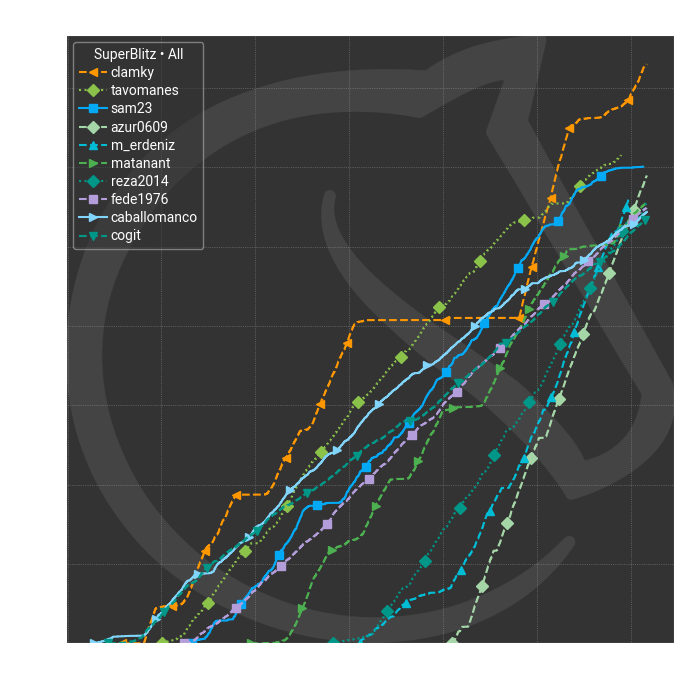 SuperBlitz • All
clamky
tavomanes
sam23
azur0609
m_erdeniz
matanant
reza2014
fede1976
caballomanco
cogit